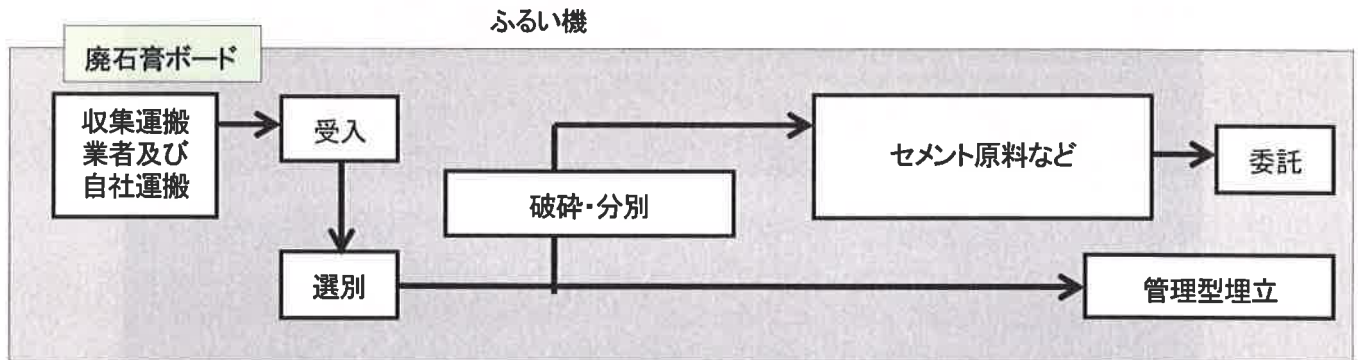 ふるい機
廃石膏ボード
収集運搬
業者及び
自社運搬
受入
選別
破砕・分別
セメント原料など
委託
管理型埋立